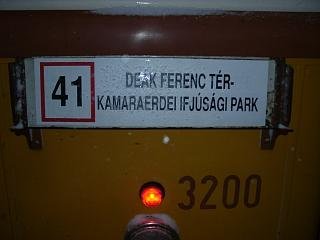 41
DEÁK FERENC TÉR-
KAMARAERDEI IFJÚSÁGI PARK
3200